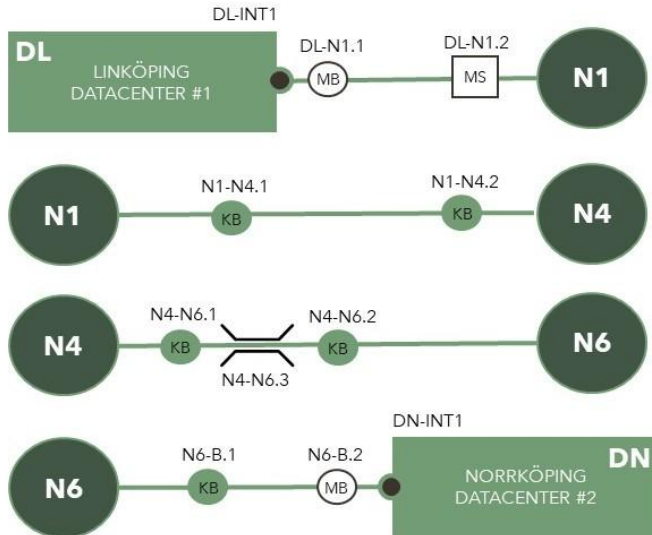 DL-INT1
DL
LINKÖPING
DATACENTER #1
DL-N1.1
MB
DL-N1.2
MS
N1
N1
N1-N4.1
KB
N1-N4.2
KB
N4
N4
N4-N6.1
KB
N4-N6.3
N4-N6.2
KB
N6
N6
N6-B.1
KB
N6-B.2
MB
DN-INT1
DN
NORRKÖPING
DATACENTER #2